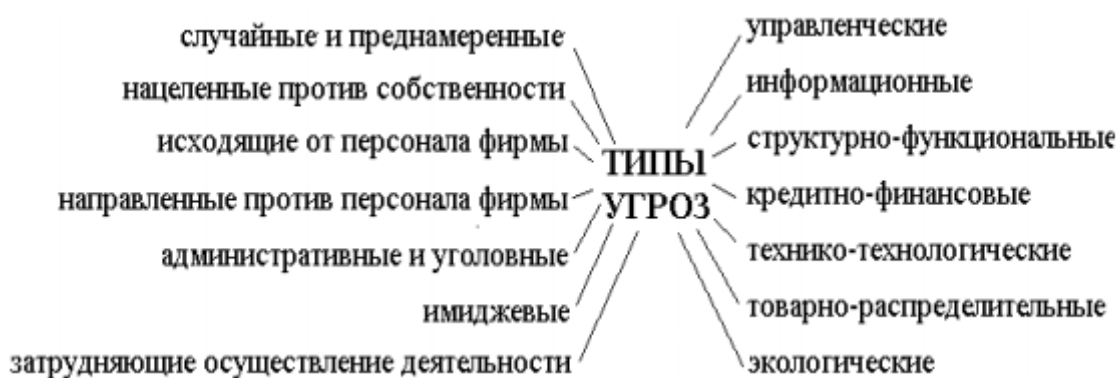 случайные и преднамеренные
нацеленные против собственности
исходящие от персонала фирмы
направленные против персонала фирмы
административные и уголовные
имиджевые
затрудняющие осуществление деятельности
ТИПЫ
УГРОЗ
управленческие
информационные
структурно-функциональные
кредитно-финансовые
технико-технологические
товарно-распределительные
экологические